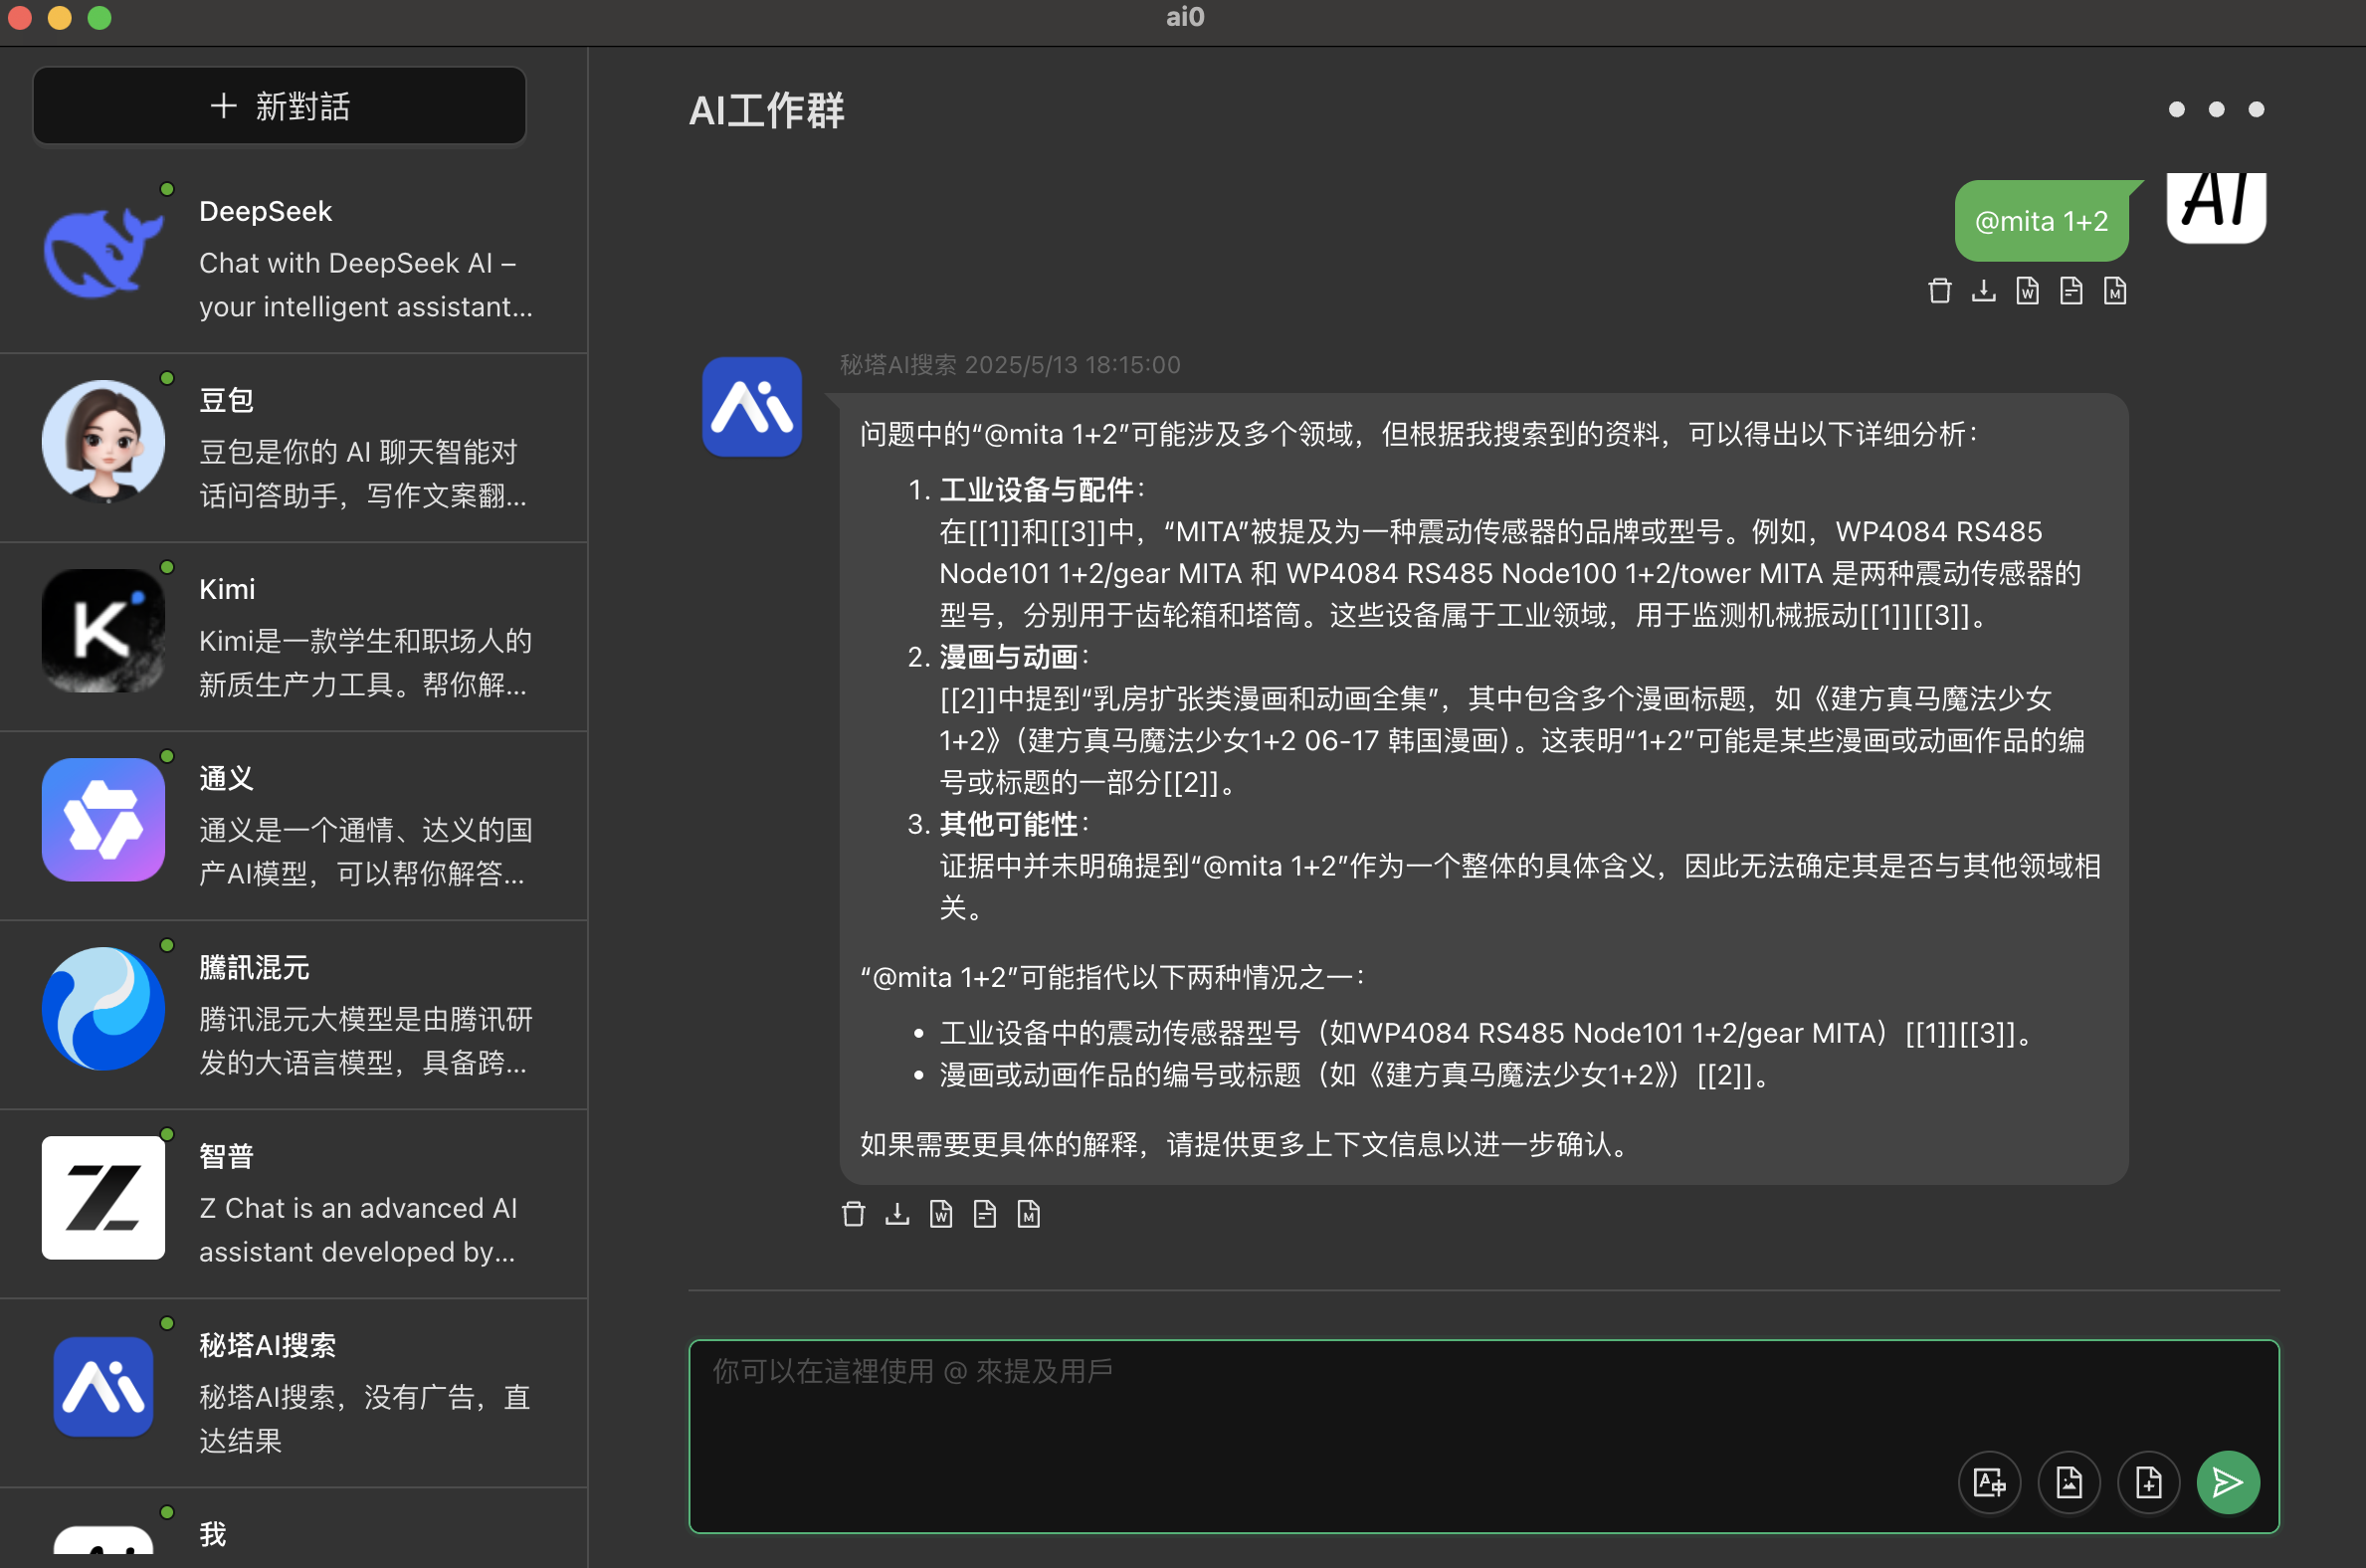 ai0
新對話
DeepSeek
Chat with DeepSeek AI –
your intelligent assistant...
豆包
豆包是你的 AI 聊天智能对
话问答助手，写作文案翻...
Kimi
Kimi是一款学生和职场人的
新质生产力工具。帮你解...
通义
通义是一个通情、达义的国
产AI模型，可以帮你解答...
騰訊混元
腾讯混元大模型是由腾讯研
发的大语言模型，具备跨...
智普
Z Chat is an advanced AI
assistant developed by...
秘塔AI搜索
秘塔AI搜索，没有广告，直
达结果
我
AI工作群
@mita 1+2
AI
秘塔AI搜索 2025/5/13 18:15:00
问题中的“@mita 1+2”可能涉及多个领域，但根据我搜索到的资料，可以得出以下详细分析：
1. 工业设备与配件：
在[[1]]和[[3]]中，“MITA”被提及为一种震动传感器的品牌或型号。例如，WP4084 RS485
Node101 1+2/gear MITA 和 WP4084 RS485 Node100 1+2/tower MITA 是两种震动传感器的
型号，分别用于齿轮箱和塔筒。这些设备属于工业领域，用于监测机械振动[[1]][[3]]。
2. 漫画与动画：
[[2]]中提到“乳房扩张类漫画和动画全集”，其中包含多个漫画标题，如《建方真马魔法少女
1+2》（建方真马魔法少女1+2 06-17 韩国漫画）。这表明“1+2”可能是某些漫画或动画作品的编
号或标题的一部分[[2]]。
3. 其他可能性：
证据中并未明确提到“@mita 1+2”作为一个整体的具体含义，因此无法确定其是否与其他领域相
关。
“@mita 1+2”可能指代以下两种情况之一：
• 工业设备中的震动传感器型号（如WP4084 RS485 Node101 1+2/gear MITA）[[1]][[3]]。
• 漫画或动画作品的编号或标题（如《建方真马魔法少女1+2》）[[2]]。
如果需要更具体的解释，请提供更多上下文信息以进一步确认。
你可以在這裡使用 @ 來提及用戶